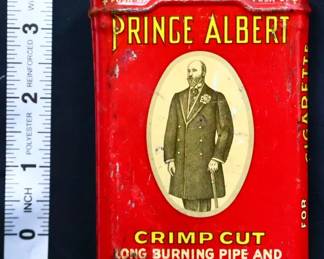 PRINCE ALBERT
CRIMP CUT
LONG BURNING PIPE AND
FOR CIGARETTE
0 INCH 1 POLYESTER 2 REINFORCED 3